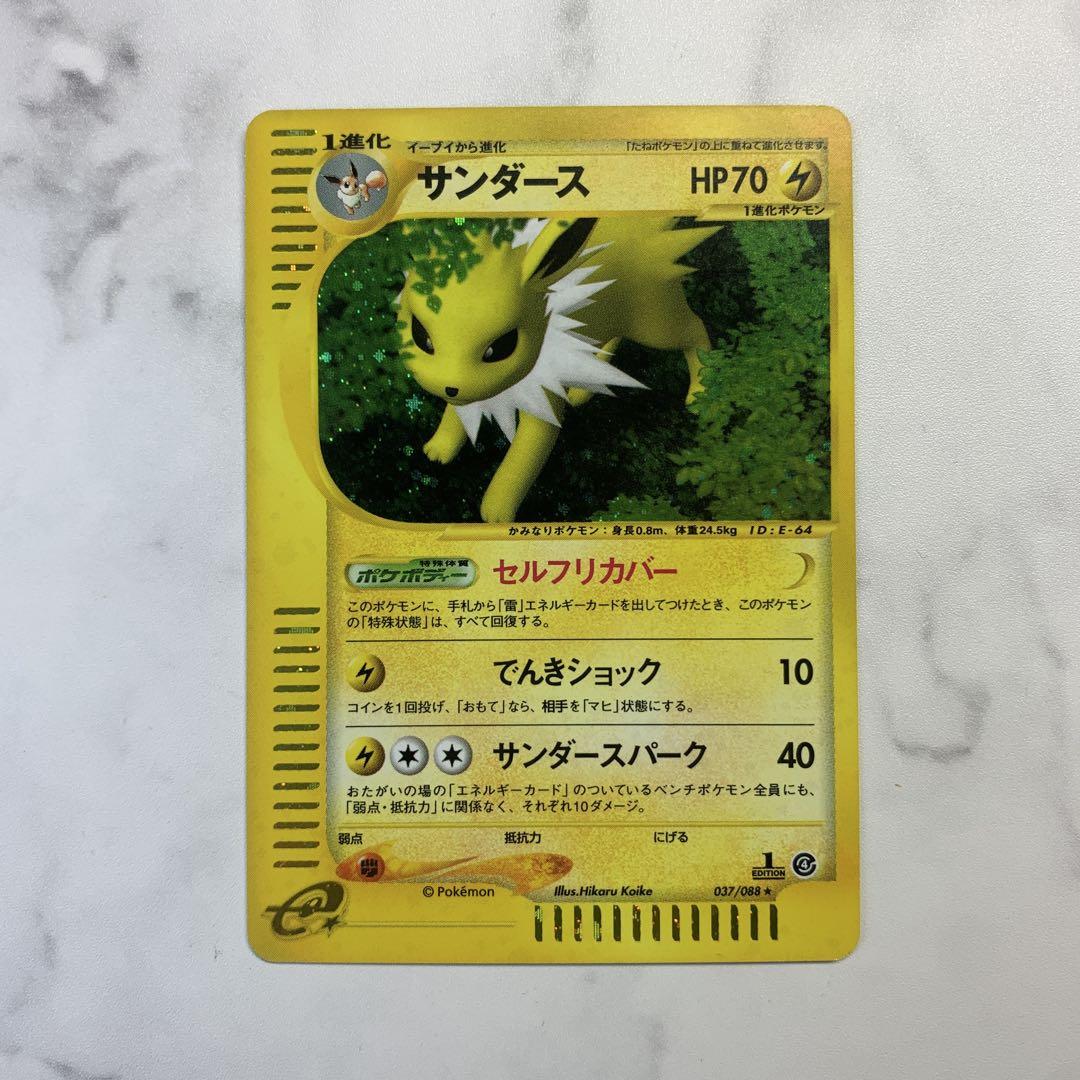 1進化
イーブイから進化
「たねポケモン」の上に重ねて進化させます。
サンダース HP70
1進化ポケモン
かみなりポケモン：身長0.8m、体重24.5kg ID:E-64
特殊体質
ポケボディー セルフリカバー
このポケモンに、手札から「雷」エネルギーカードを出してつけたとき、このポケモン
の「特殊状態」は、すべて回復する。
でんきショック 10
コインを1回投げ、「おもて」なら、相手を「マヒ」状態にする。
サンダースパーク 40
おたがいの場の「エネルギーカード」のついているベンチポケモン全員にも、
「弱点・抵抗力」に関係なく、それぞれ10ダメージ。
弱点 抵抗力 にげる
1
EDITION
4
© Pokémon Illus.Hikaru Koike 037/088 ★
e